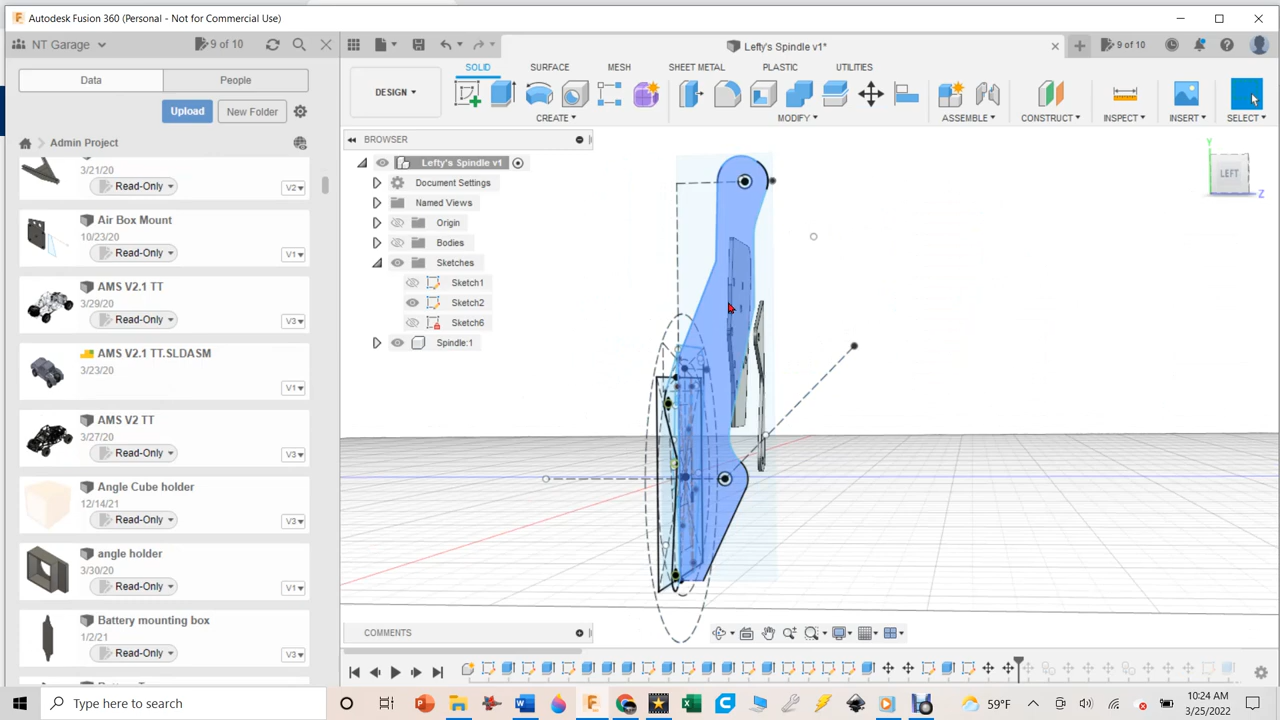 Autodesk Fusion 360 (Personal - Not for Commercial Use)
NT Garage
9 of 10
Lefty's Spindle v1*
9 of 10
Data
People
Upload
New Folder
Admin Project
3/21/20
Read-Only
V2
Air Box Mount
10/23/20
Read-Only
V1
AMS V2.1 TT
3/29/20
Read-Only
V3
AMS V2.1 TT.SLDASM
3/23/20
V1
AMS V2 TT
3/27/20
Read-Only
V3
Angle Cube holder
12/14/21
Read-Only
V3
angle holder
3/30/20
Read-Only
V1
Battery mounting box
1/2/21
Read-Only
V3
DESIGN
SOLID
SURFACE
MESH
SHEET METAL
PLASTIC
UTILITIES
CREATE
MODIFY
ASSEMBLE
CONSTRUCT
INSPECT
INSERT
SELECT
BROWSER
Lefty's Spindle v1
Document Settings
Named Views
Origin
Bodies
Sketches
Sketch1
Sketch2
Sketch6
Spindle:1
Y
LEFT
Z
COMMENTS
Type here to search
59°F
10:24 AM
3/25/2022